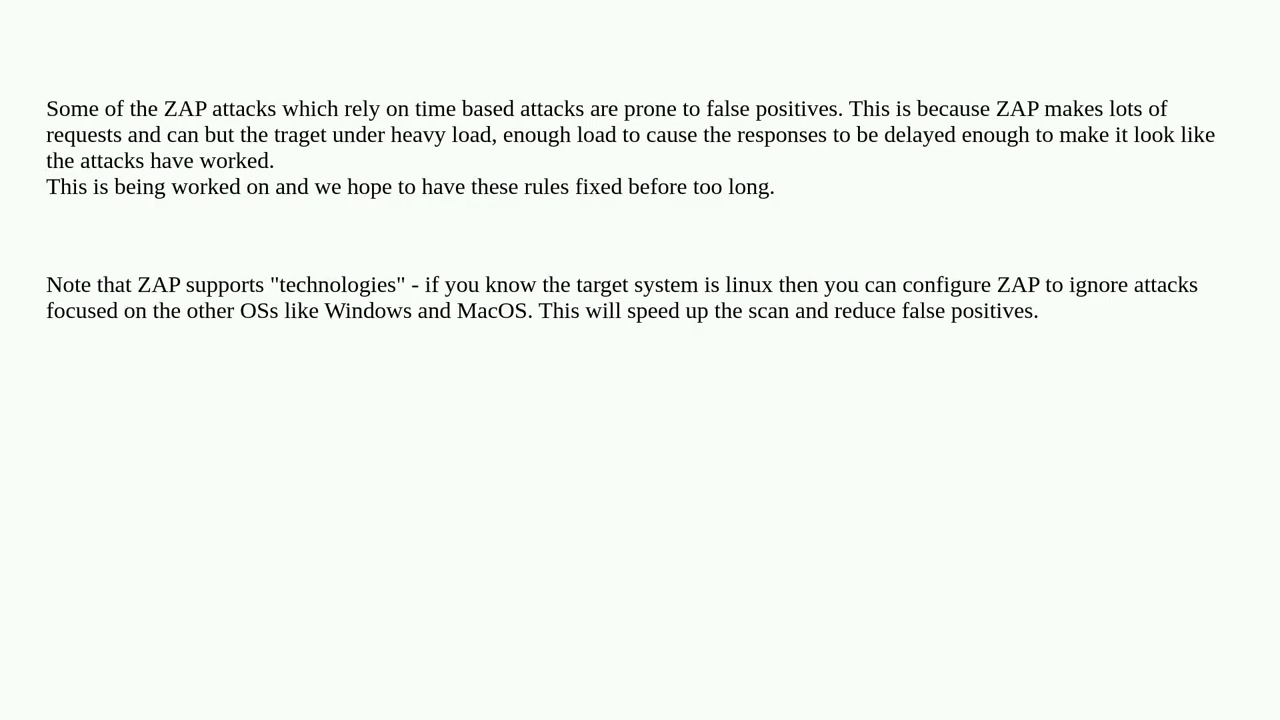 Some of the ZAP attacks which rely on time based attacks are prone to false positives. This is because ZAP makes lots of
requests and can but the traget under heavy load, enough load to cause the responses to be delayed enough to make it look like
the attacks have worked.
This is being worked on and we hope to have these rules fixed before too long.
Note that ZAP supports "technologies" - if you know the target system is linux then you can configure ZAP to ignore attacks
focused on the other OSs like Windows and MacOS. This will speed up the scan and reduce false positives.